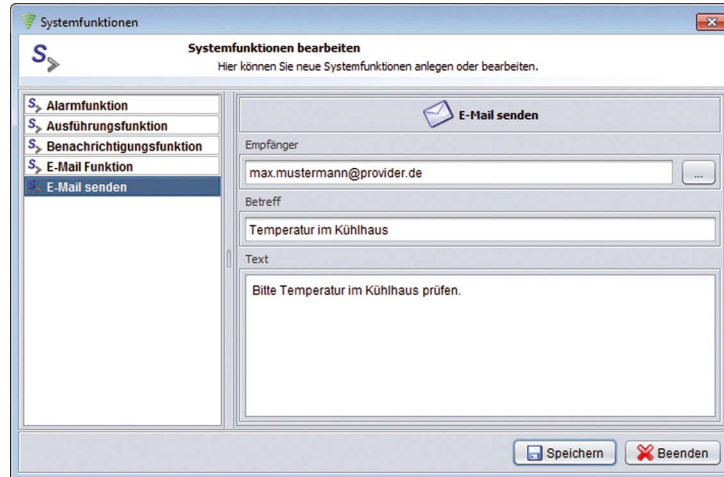 Systemfunktionen
Systemfunktionen bearbeiten
Hier können Sie neue Systemfunktionen anlegen oder bearbeiten.
Alarmfunktion
Ausführungsfunktion
Benachrichtigungsfunktion
E-Mail Funktion
E-Mail senden
E-Mail senden
Empfänger
max.mustermann@provider.de
...
Betreff
Temperatur im Kühlhaus
Text
Bitte Temperatur im Kühlhaus prüfen.
Speichern
Beenden